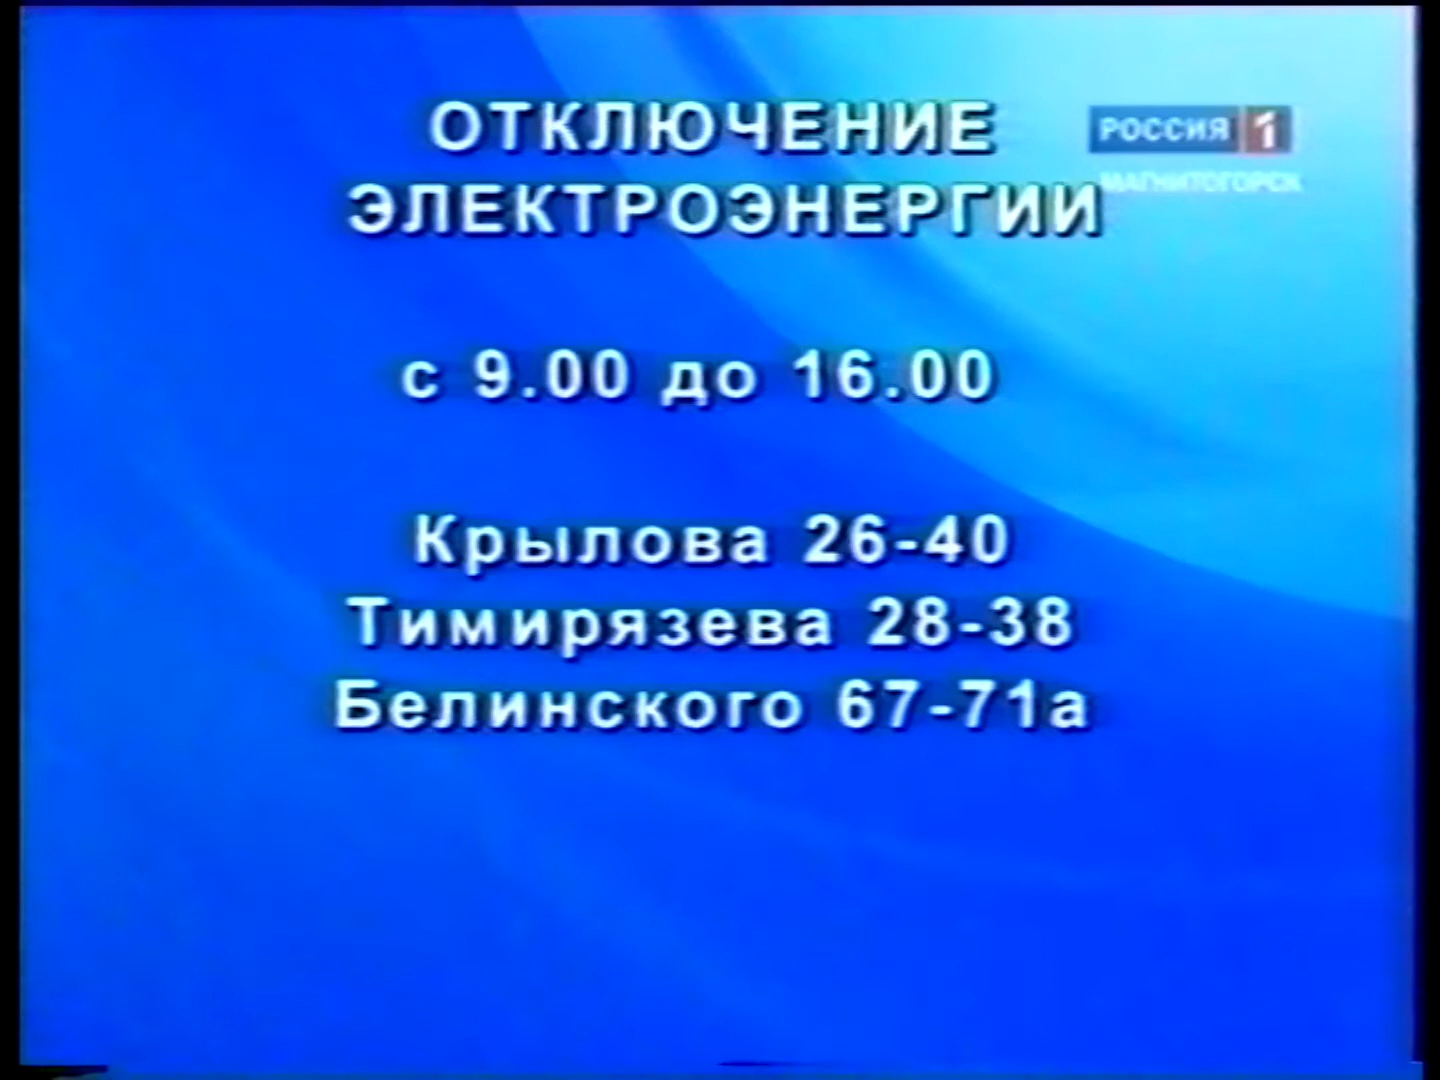 ОТКЛЮЧЕНИЕ
РОССИЯ 1
МАГНИТОГОРСК
ЭЛЕКТРОЭНЕРГИИ
с 9.00 до 16.00
Крылова 26-40
Тимирязева 28-38
Белинского 67-71а